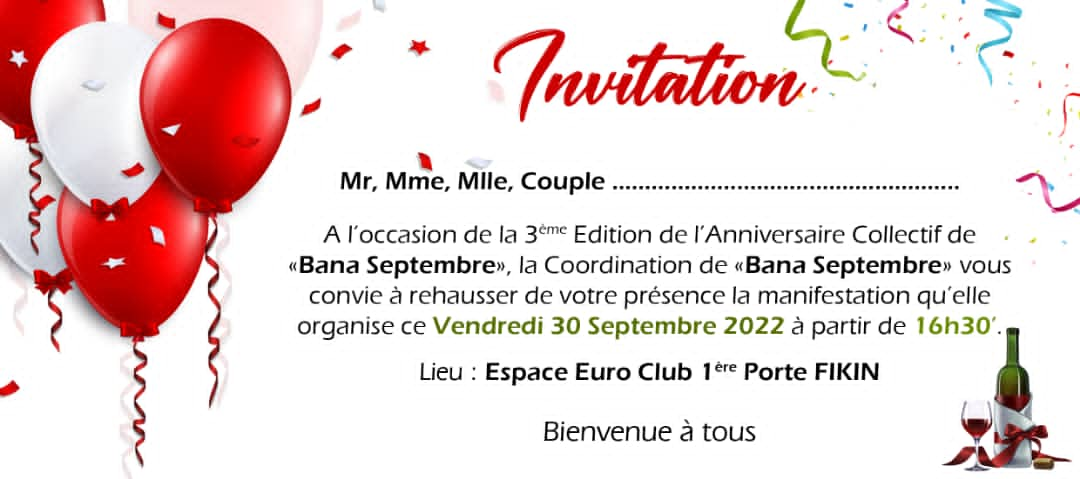 Invitation
Mr, Mme, Mlle, Couple ......................................................
A l'occasion de la 3ème Edition de l'Anniversaire Collectif de
«Bana Septembre», la Coordination de «Bana Septembre» vous
convie à rehausser de votre présence la manifestation qu'elle
organise ce Vendredi 30 Septembre 2022 à partir de 16h30'.
Lieu : Espace Euro Club 1ère Porte FIKIN
Bienvenue à tous